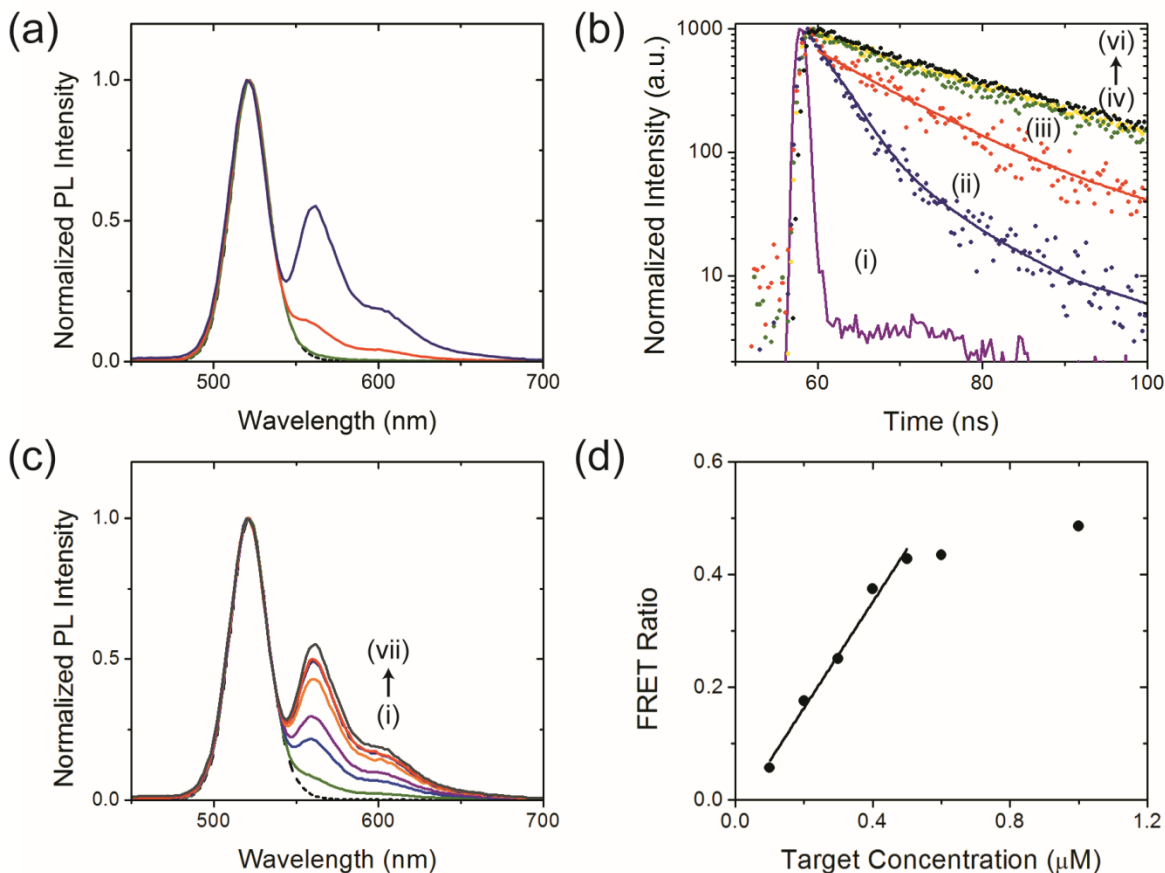 (a)
Normalized PL Intensity
1.0
0.5
0.0
500
600
700
Wavelength (nm)
(b)
Normalized Intensity (a.u.)
1000
100
10
(vi)
(iv)
(iii)
(ii)
(i)
60
80
100
Time (ns)
(c)
Normalized PL Intensity
1.0
0.5
0.0
(vii)
(i)
500
600
700
Wavelength (nm)
(d)
FRET Ratio
0.6
0.4
0.2
0.0
0.0
0.4
0.8
1.2
Target Concentration (μM)